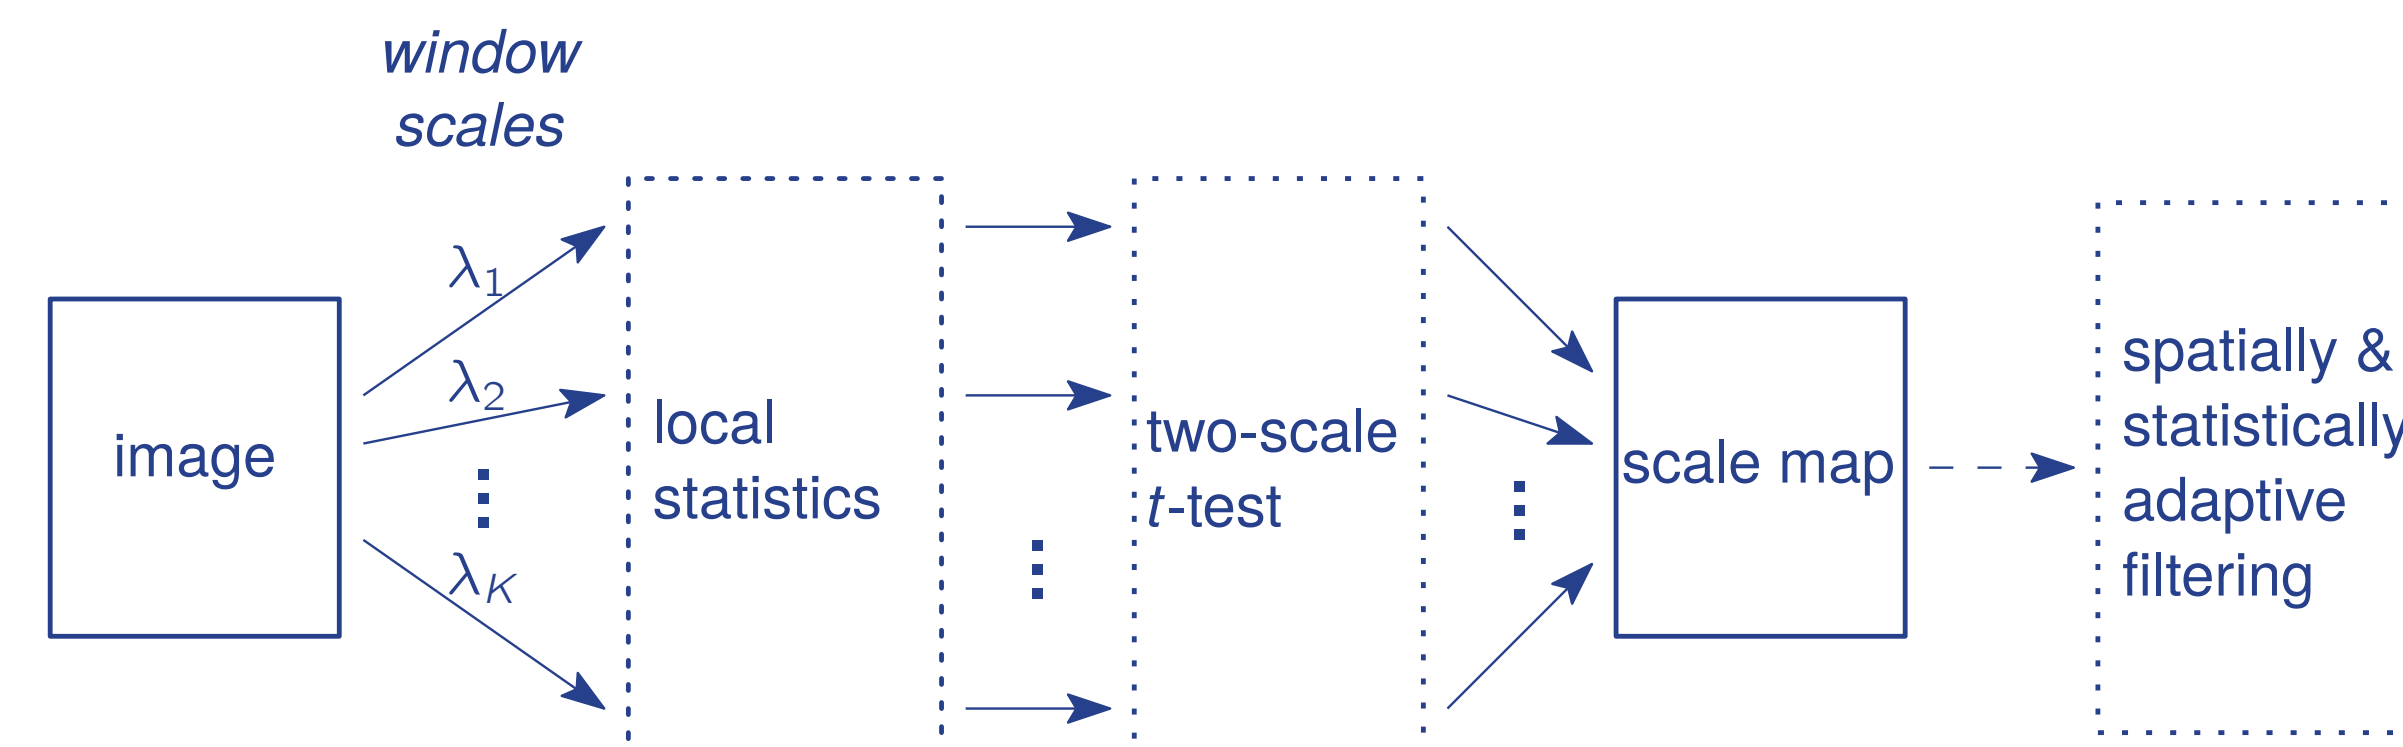 window
scales
λ1
λ2
λK
image
local
statistics
two-scale
t-test
scale map
spatially &
statistically
adaptive
filtering